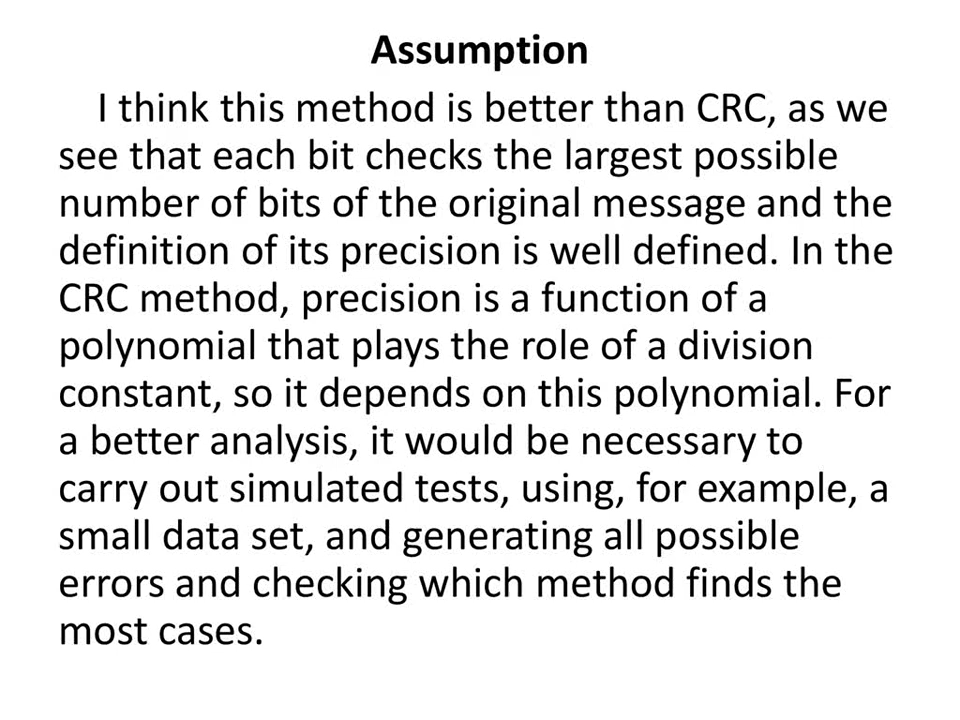 Assumption
I think this method is better than CRC, as we
see that each bit checks the largest possible
number of bits of the original message and the
definition of its precision is well defined. In the
CRC method, precision is a function of a
polynomial that plays the role of a division
constant, so it depends on this polynomial. For
a better analysis, it would be necessary to
carry out simulated tests, using, for example, a
small data set, and generating all possible
errors and checking which method finds the
most cases.